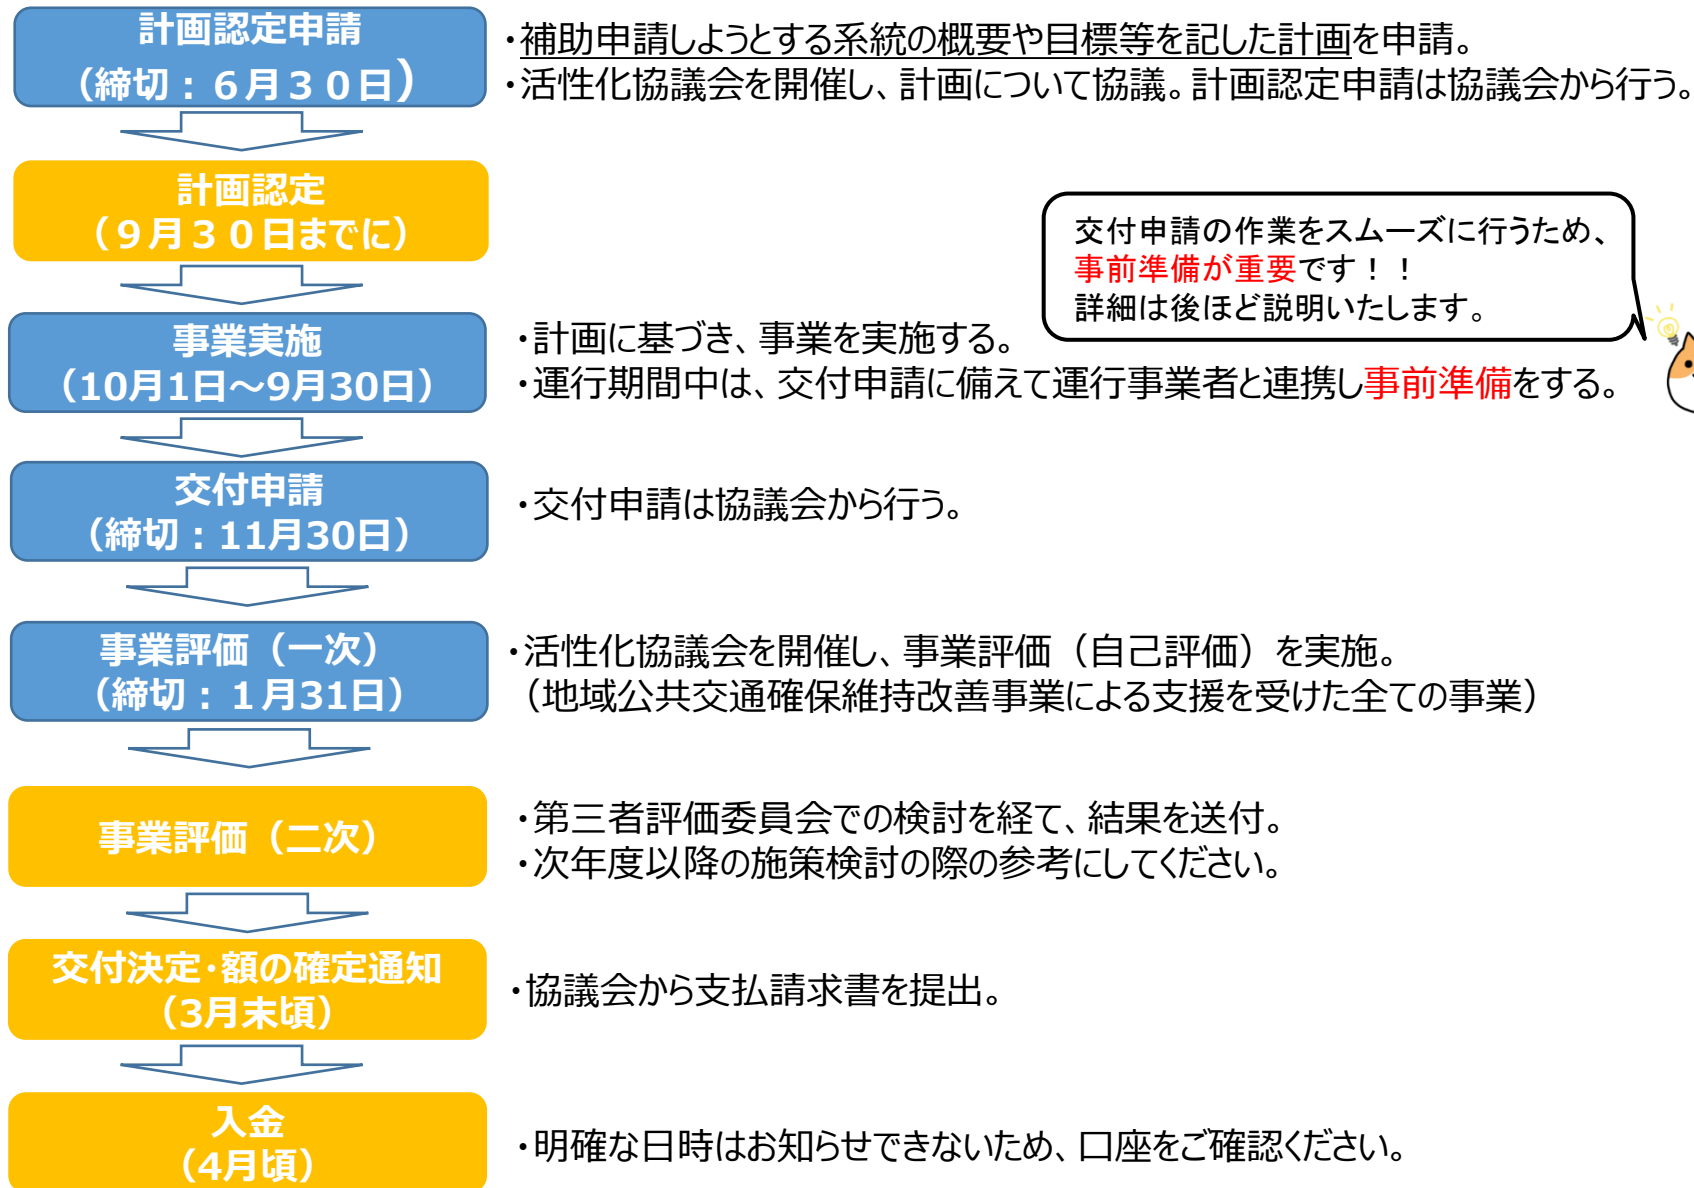 計画認定申請
（締切：６月３０日）
・補助申請しようとする系統の概要や目標等を記した計画を申請。
・活性化協議会を開催し、計画について協議。計画認定申請は協議会から行う。
計画認定
（９月３０日までに）
交付申請の作業をスムーズに行うため、
事前準備が重要です！！
詳細は後ほど説明いたします。
事業実施
（10月1日～9月30日）
・計画に基づき、事業を実施する。
・運行期間中は、交付申請に備えて運行事業者と連携し事前準備をする。
交付申請
（締切：11月30日）
・交付申請は協議会から行う。
事業評価（一次）
（締切：１月31日）
・活性化協議会を開催し、事業評価（自己評価）を実施。
（地域公共交通確保維持改善事業による支援を受けた全ての事業）
事業評価（二次）
・第三者評価委員会での検討を経て、結果を送付。
・次年度以降の施策検討の際の参考にしてください。
交付決定・額の確定通知
（3月末頃）
・協議会から支払請求書を提出。
入金
（4月頃）
・明確な日時はお知らせできないため、口座をご確認ください。